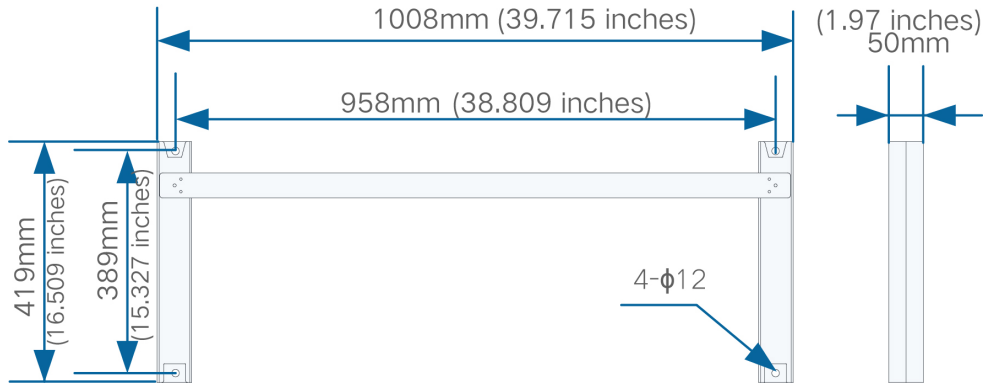 1008mm (39.715 inches)
(1.97 inches)
50mm
958mm (38.809 inches)
419mm
(16.509 inches)
389mm
(15.327 inches)
4-ϕ12